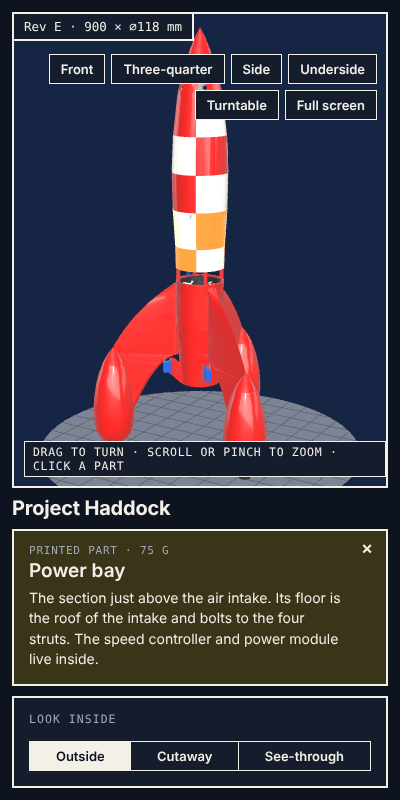 Rev E · 900 × ⌀118 mm
Front Three-quarter Side Underside
Turntable Full screen
DRAG TO TURN · SCROLL OR PINCH TO ZOOM ·
CLICK A PART
Project Haddock
PRINTED PART · 75 G
×
Power bay
The section just above the air intake. Its floor is
the roof of the intake and bolts to the four
struts. The speed controller and power module
live inside.
LOOK INSIDE
Outside Cutaway See-through